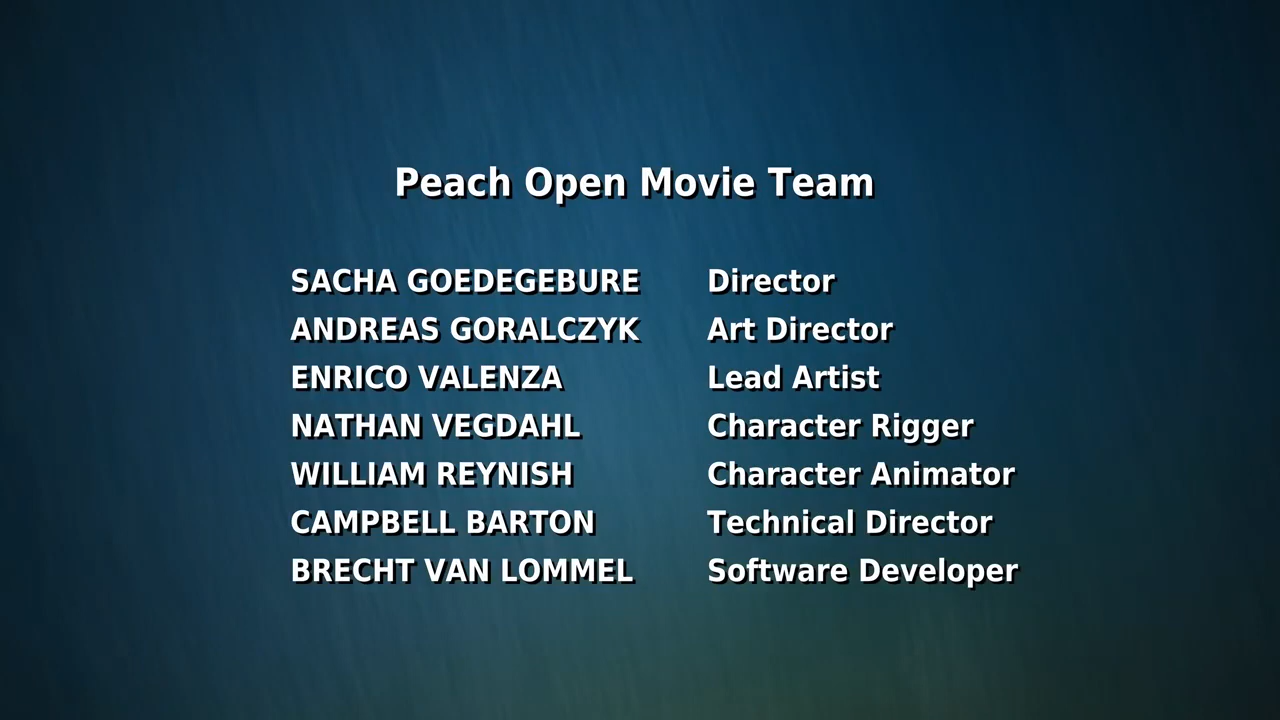 Peach Open Movie Team
SACHA GOEDEGEBURE Director
ANDREAS GORALCZYK Art Director
ENRICO VALENZA Lead Artist
NATHAN VEGDAHL Character Rigger
WILLIAM REYNISH Character Animator
CAMPBELL BARTON Technical Director
BRECHT VAN LOMMEL Software Developer